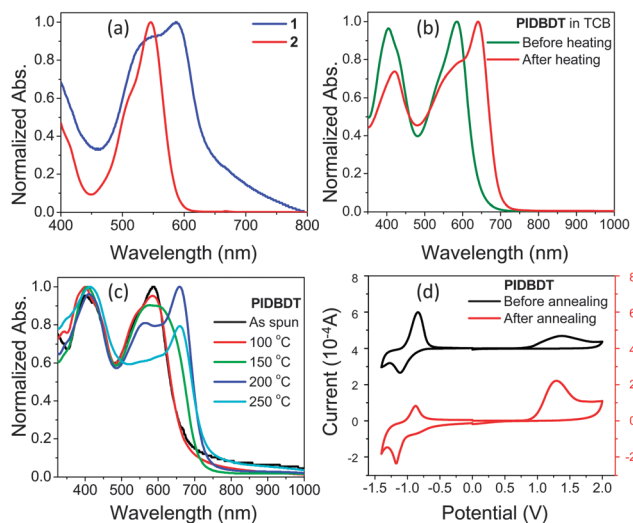 (a)
1
2
Normalized Abs.
1.0
0.8
0.6
0.4
0.2
0.0
400 500 600 700 800
Wavelength (nm)
(b)
PIDBDT in TCB
Before heating
After heating
Normalized Abs.
1.0
0.8
0.6
0.4
0.2
0.0
400 500 600 700 800 900 1000
Wavelength (nm)
(c)
PIDBDT
As spun
100 °C
150 °C
200 °C
250 °C
Normalized Abs.
1.0
0.8
0.6
0.4
0.2
0.0
400 500 600 700 800 900 1000
Wavelength (nm)
(d)
PIDBDT
Before annealing
After annealing
Current (10⁻⁴A)
8
6
4
2
0
-2
8
6
4
2
0
-2
-1.5 -1.0 -0.5 0.0 0.5 1.0 1.5 2.0
Potential (V)